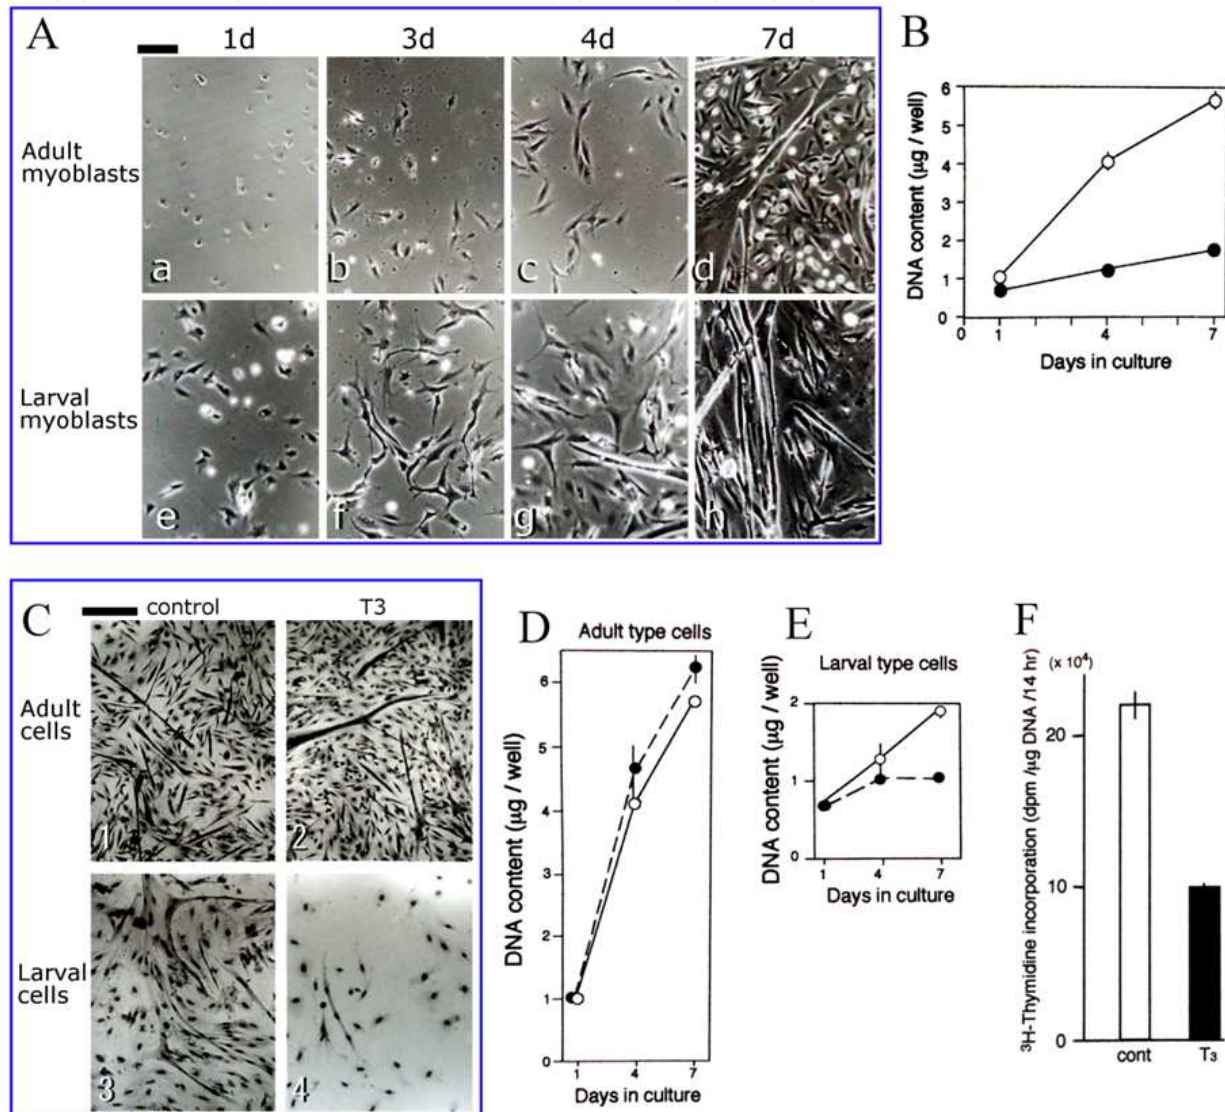 A
1d 3d 4d 7d
Adult
myoblasts
a b c d
Larval
myoblasts
e f g h
B
DNA content (µg / well)
6
5
4
3
2
1
0
0 1 4 7
Days in culture
C
control T3
Adult
cells
1 2
Larval
cells
3 4
D
Adult type cells
DNA content (µg / well)
6
5
4
3
2
1
0
1 4 7
Days in culture
E
Larval type cells
DNA content (µg / well)
2
1
0
1 4 7
Days in culture
F
(x 10⁴)
³H-Thymidine incorporation (dpm /µg DNA /14 hr)
20
10
0
cont T₃